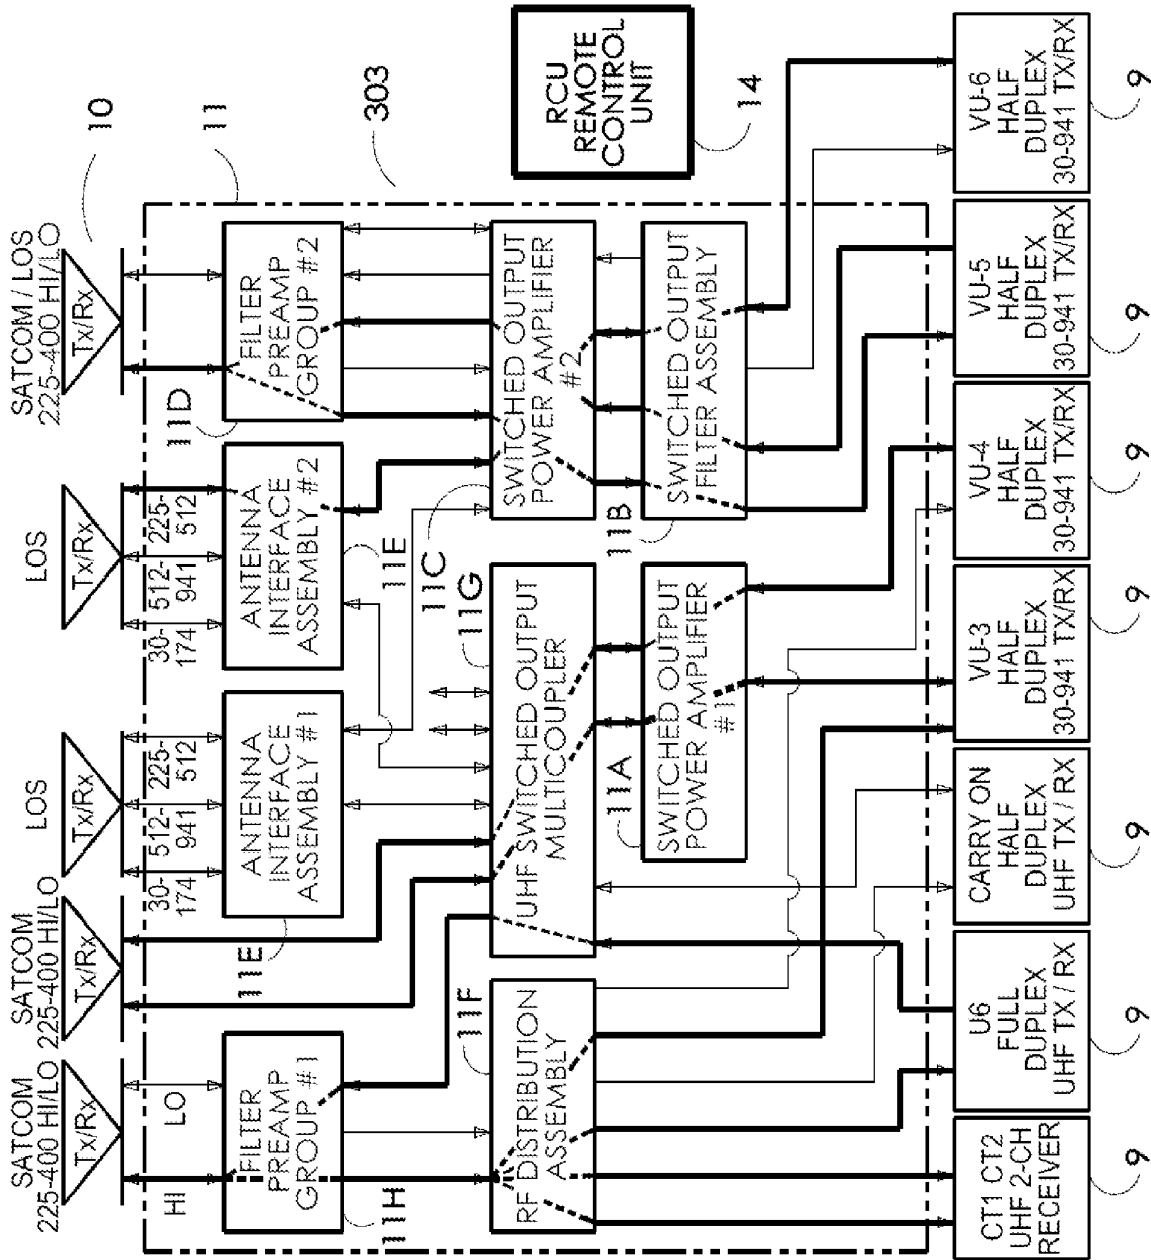 SATCOM
225-400 HI/LO
Tx/Rx
HI
LO
SATCOM
225-400 HI/LO
Tx/Rx
LOS
Tx/Rx
30-
174
512-
941
225-
512
LOS
Tx/Rx
30-
174
512-
941
225-
512
SATCOM / LOS
225-400 HI/LO
Tx/Rx
10
11
303
FILTER
PREAMP
GROUP #1
11H
ANTENNA
INTERFACE
ASSEMBLY #1
11E
ANTENNA
INTERFACE
ASSEMBLY #2
11E
FILTER
PREAMP
GROUP #2
11D
RF DISTRIBUTION
ASSEMBLY
11F
UHF SWITCHED OUTPUT
MULTICOUPLER
11G
SWITCHED OUTPUT
POWER AMPLIFIER
#2
11C
SWITCHED OUTPUT
POWER AMPLIFIER
#1
11A
SWITCHED OUTPUT
FILTER ASSEMBLY
11B
RCU
REMOTE
CONTROL
UNIT
14
CT1 CT2
UHF 2-CH
RECEIVER
9
U6
FULL
DUPLEX
UHF TX / RX
9
CARRY ON
HALF
DUPLEX
UHF TX / RX
9
VU-3
HALF
DUPLEX
30-941 TX/RX
9
VU-4
HALF
DUPLEX
30-941 TX/RX
9
VU-5
HALF
DUPLEX
30-941 TX/RX
9
VU-6
HALF
DUPLEX
30-941 TX/RX
9